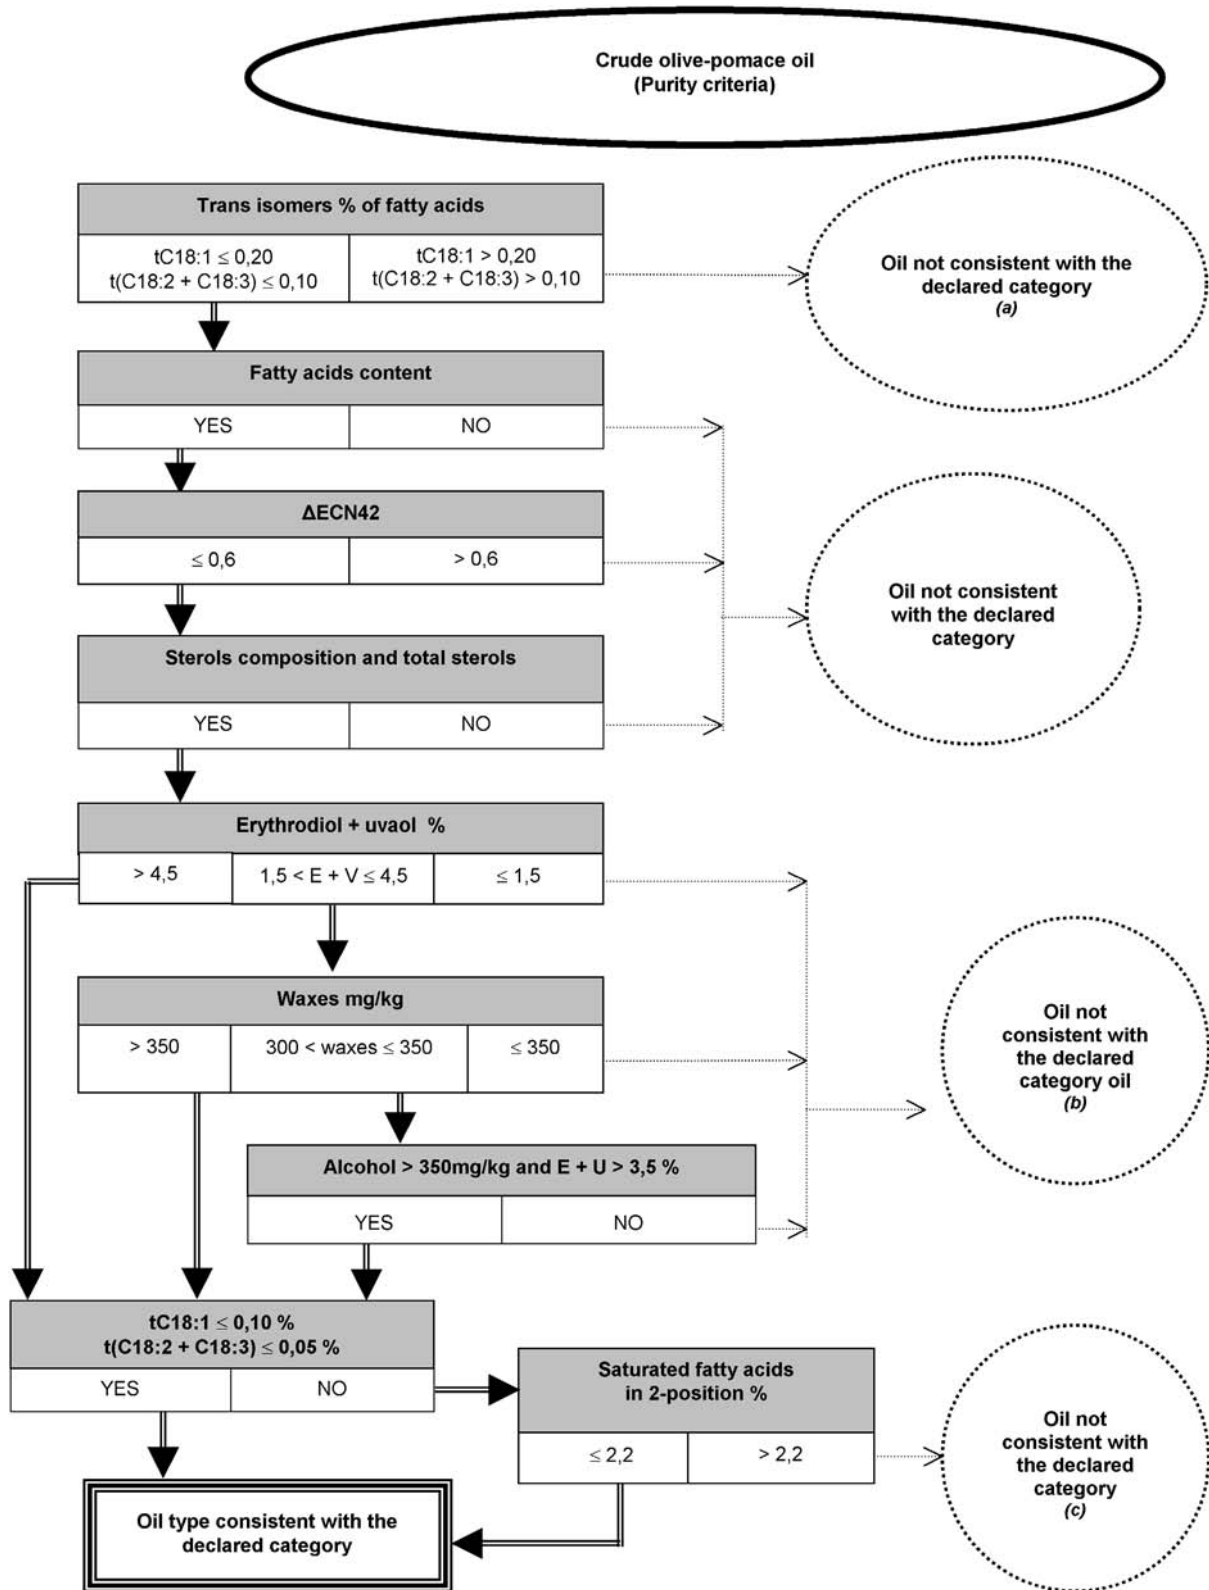 Crude olive-pomace oil
(Purity criteria)
Trans isomers % of fatty acids
tC18:1 ≤ 0,20
t(C18:2 + C18:3) ≤ 0,10
tC18:1 > 0,20
t(C18:2 + C18:3) > 0,10
Oil not consistent with the
declared category
(a)
Fatty acids content
YES
NO
ΔECN42
≤ 0,6
> 0,6
Oil not consistent
with the declared
category
Sterols composition and total sterols
YES
NO
Erythrodiol + uvaol %
> 4,5
1,5 < E + V ≤ 4,5
≤ 1,5
Waxes mg/kg
> 350
300 < waxes ≤ 350
≤ 350
Oil not
consistent with
the declared
category oil
(b)
Alcohol > 350mg/kg and E + U > 3,5 %
YES
NO
tC18:1 ≤ 0,10 %
t(C18:2 + C18:3) ≤ 0,05 %
YES
NO
Saturated fatty acids
in 2-position %
≤ 2,2
> 2,2
Oil not
consistent with
the declared
category
(c)
Oil type consistent with the
declared category